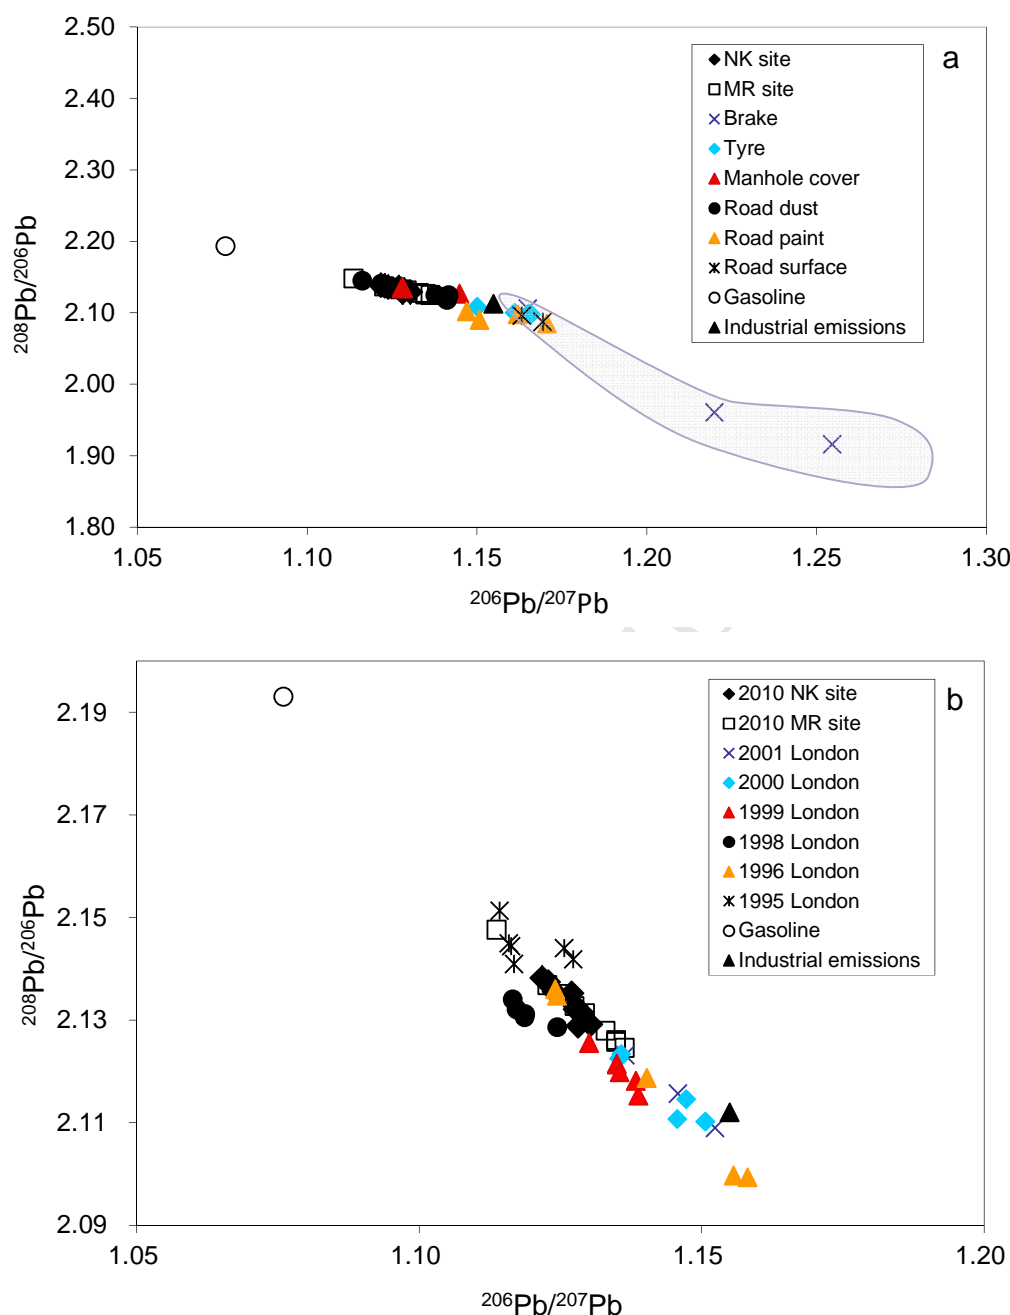 2.50
2.40
2.30
2.20
2.10
2.00
1.90
1.80
208Pb/206Pb
a
NK site
MR site
Brake
Tyre
Manhole cover
Road dust
Road paint
Road surface
Gasoline
Industrial emissions
1.05 1.10 1.15 1.20 1.25 1.30
206Pb/207Pb
2.19
2.17
2.15
2.13
2.11
2.09
208Pb/206Pb
b
2010 NK site
2010 MR site
2001 London
2000 London
1999 London
1998 London
1996 London
1995 London
Gasoline
Industrial emissions
1.05 1.10 1.15 1.20
206Pb/207Pb